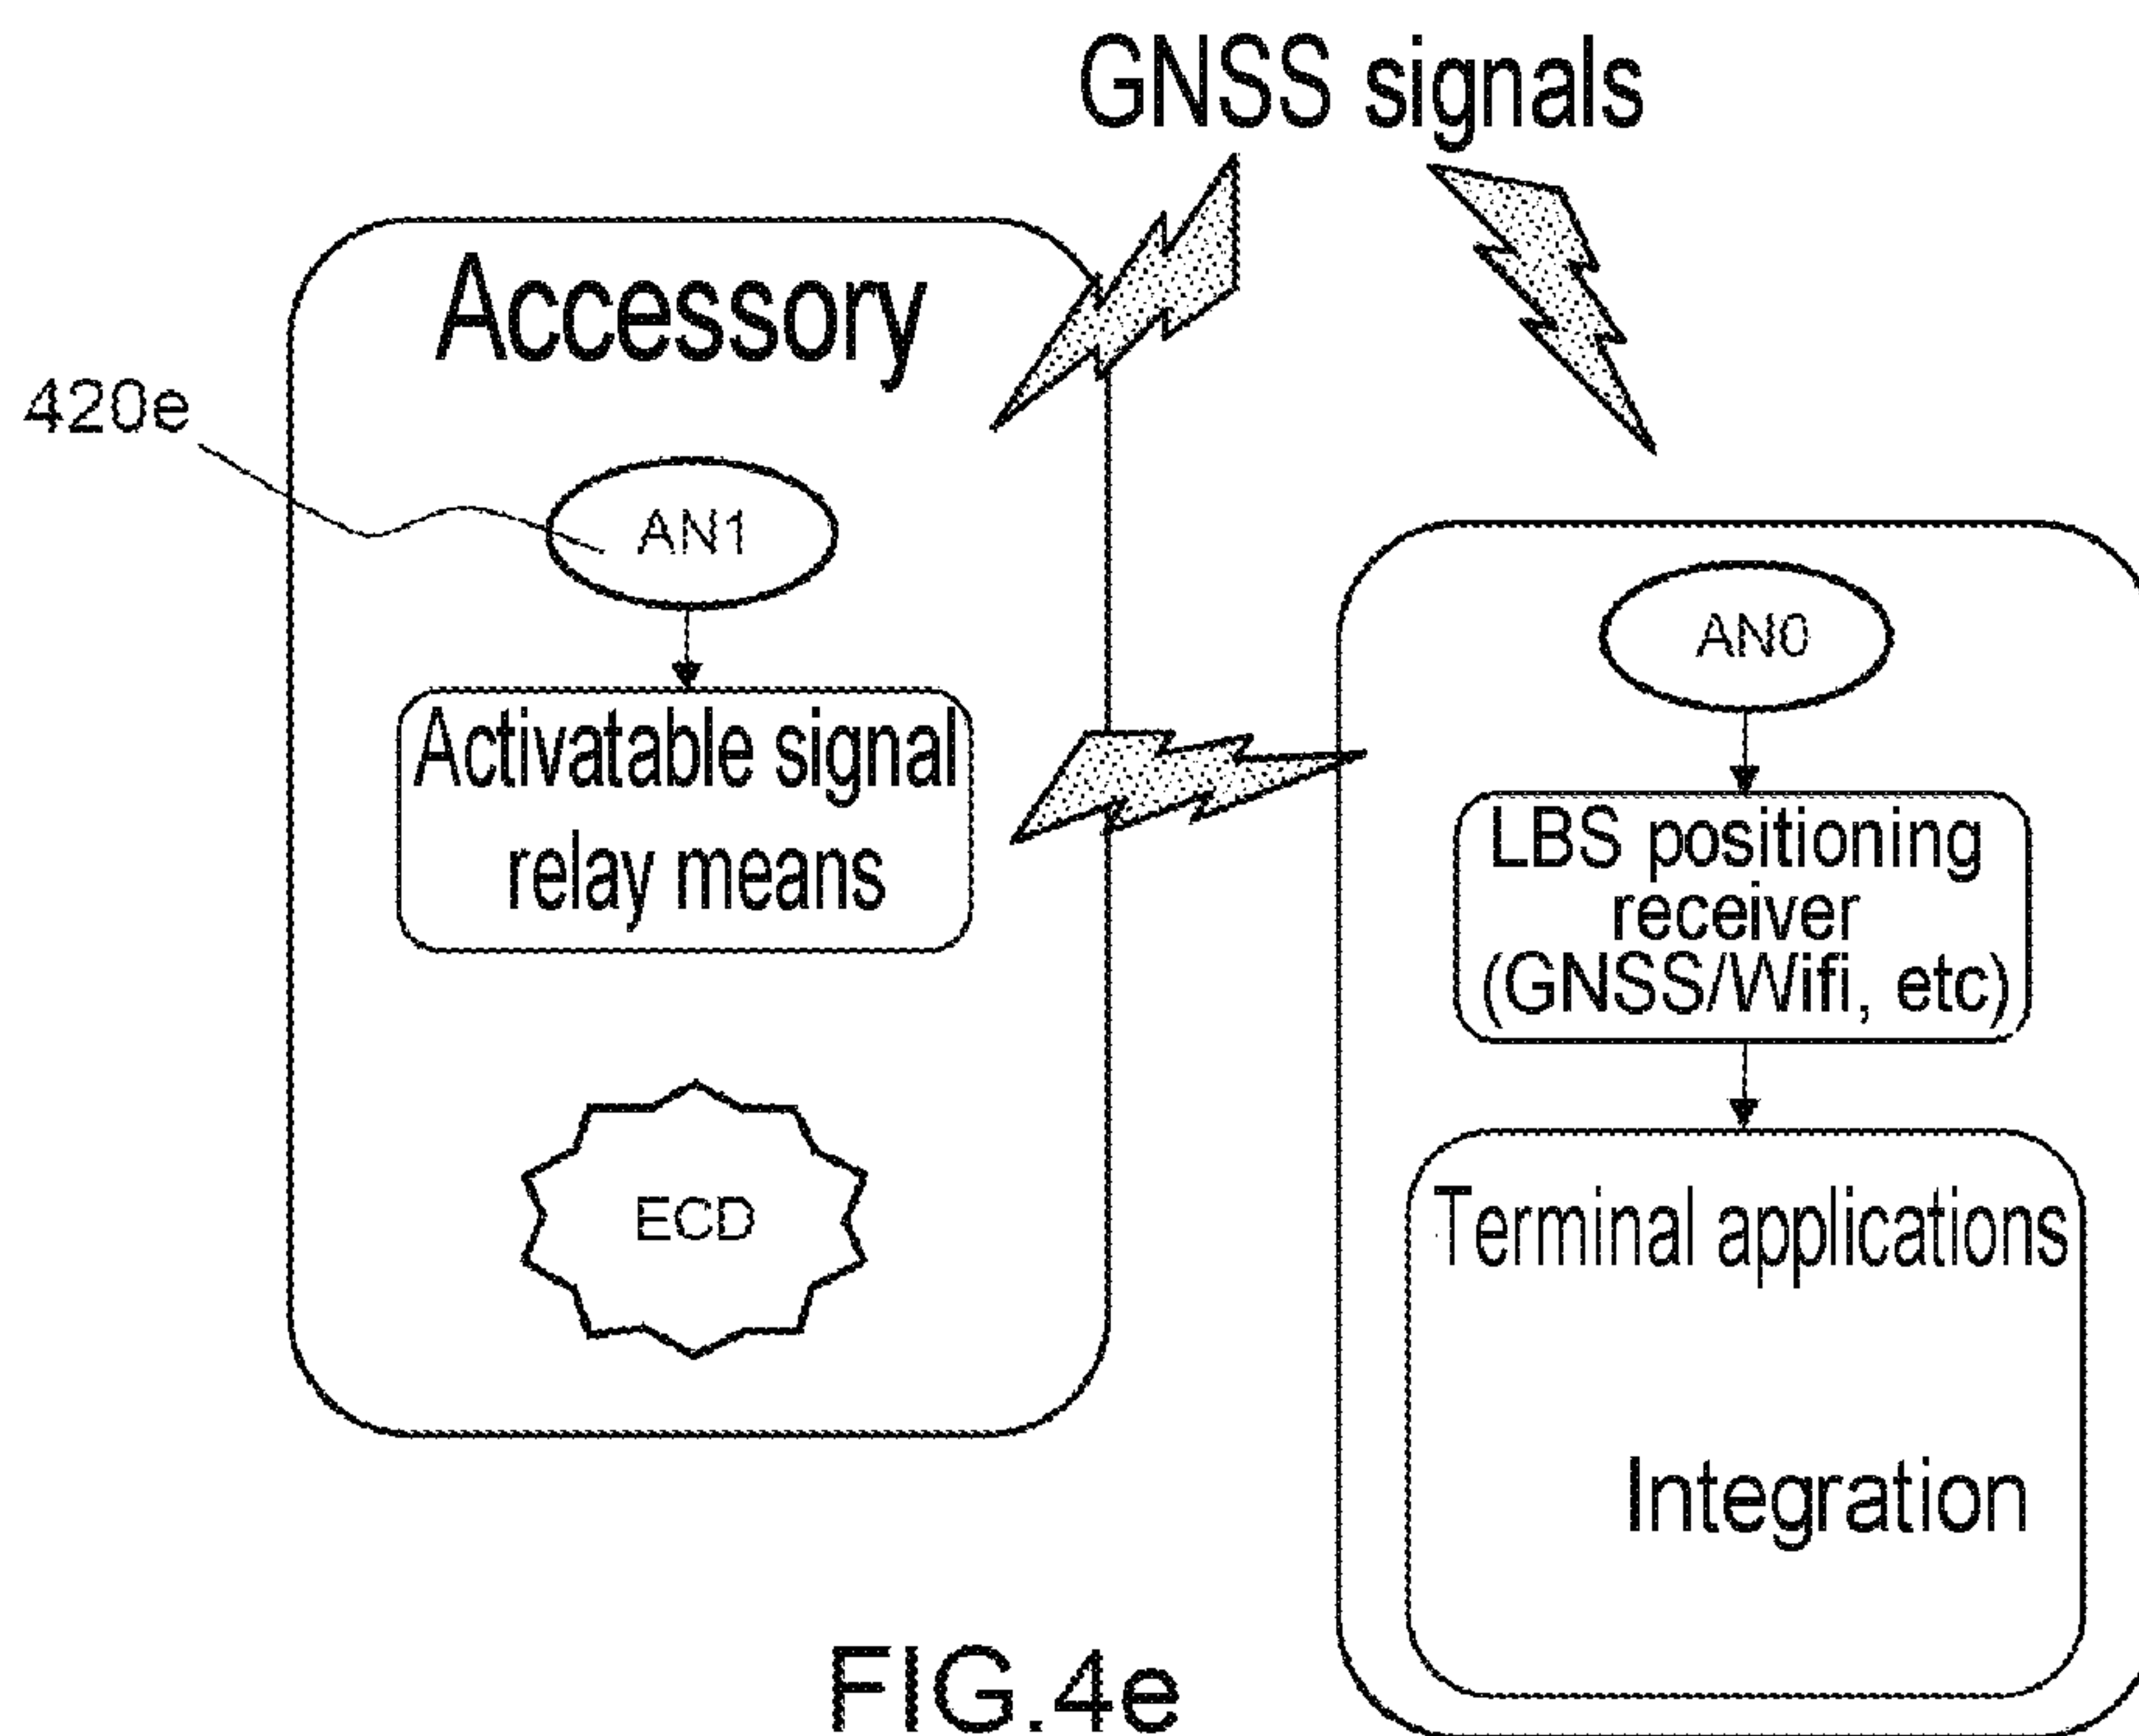 GNSS signals
Accessory
420e
AN1
Activatable signal
relay means
ECD
AN0
LBS positioning
receiver
(GNSS/Wifi, etc)
Terminal applications
Integration
FIG.4e